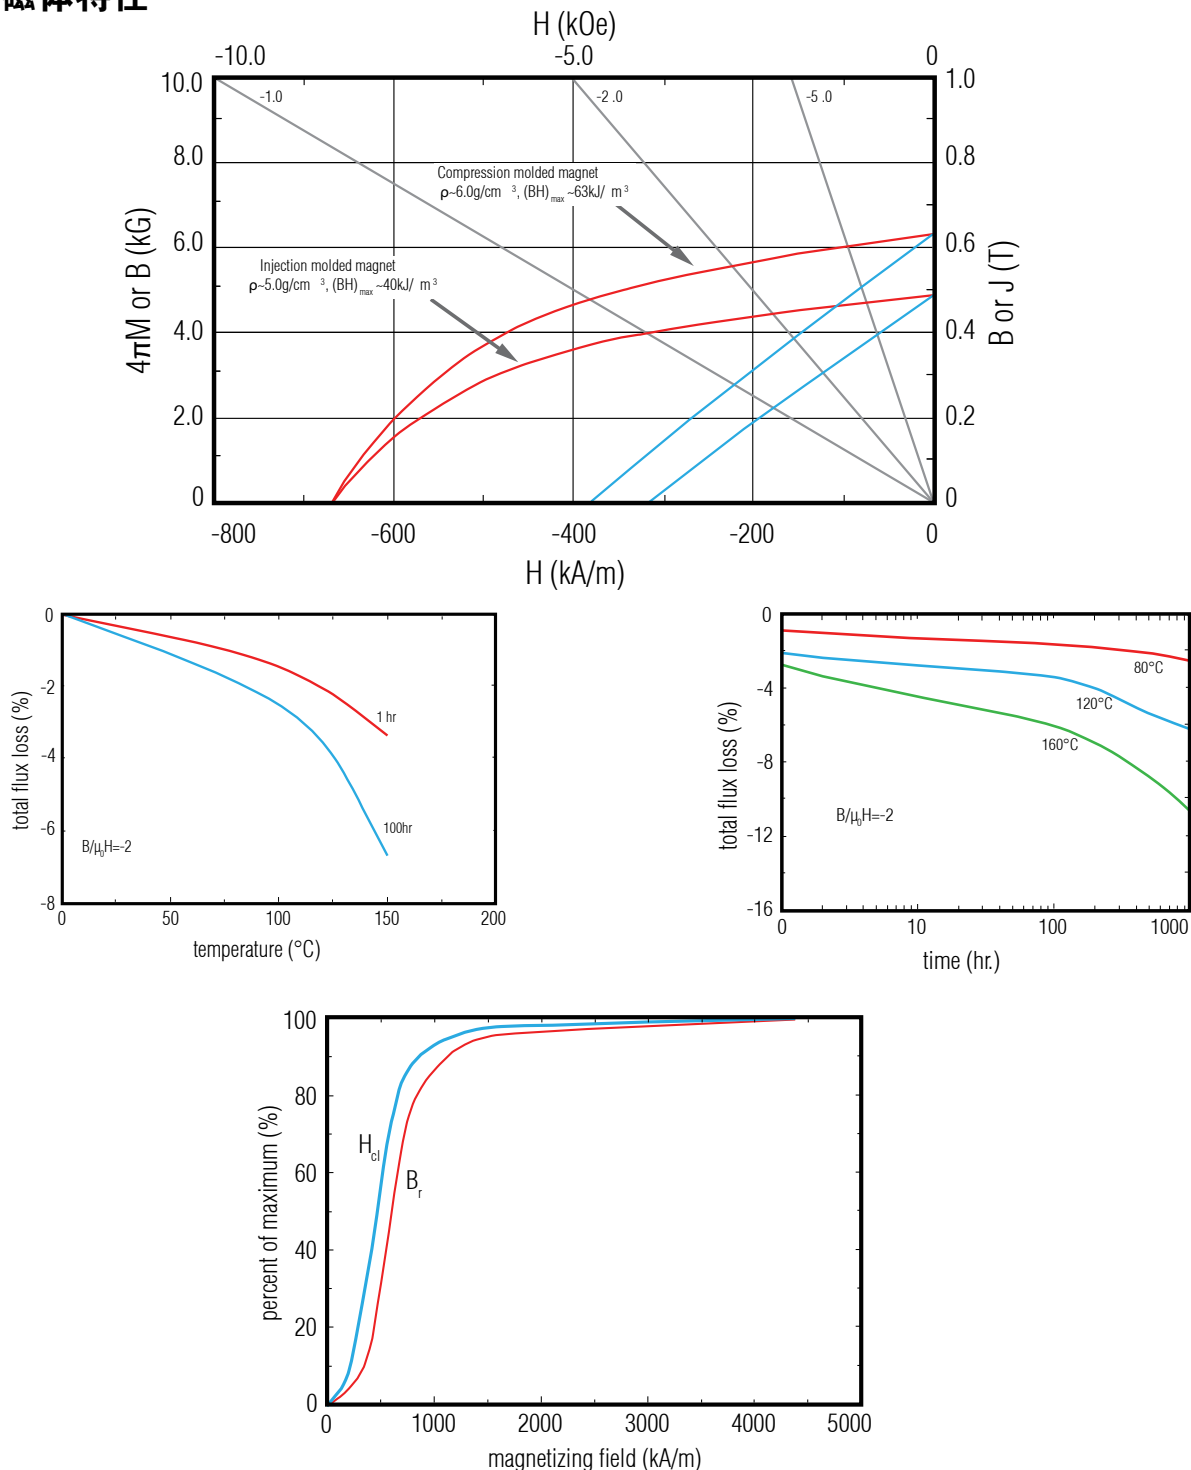 磁体特性
H (kOe)
-10.0 -5.0 0
10.0 1.0
-1.0 -2.0 -5.0
8.0 0.8
Compression molded magnet
ρ~6.0g/cm³, (BH)max ~63kJ/m³
6.0 0.6
Injection molded magnet
ρ~5.0g/cm³, (BH)max ~40kJ/m³
4πM or B (kG)
B or J (T)
4.0 0.4
2.0 0.2
0 0
-800 -600 -400 -200 0
H (kA/m)
0
-2
-4
-6
-8
total flux loss (%)
1 hr
100hr
B/μ₀H=-2
0 50 100 150 200
temperature (°C)
0
-4
-8
-12
-16
total flux loss (%)
80°C
120°C
160°C
B/μ₀H=-2
0 10 100 1000
time (hr.)
100
80
60
40
20
0
percent of maximum (%)
HcI
Br
0 1000 2000 3000 4000 5000
magnetizing field (kA/m)